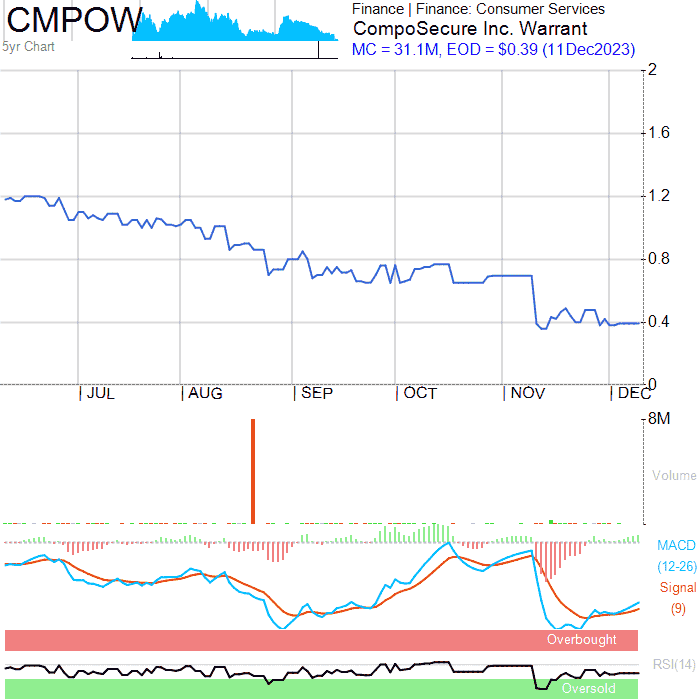 CMPOW
5yr Chart
Finance | Finance: Consumer Services
CompoSecure Inc. Warrant
MC = 31.1M, EOD = $0.39 (11Dec2023)
2
1.6
1.2
0.8
0.4
0
JUL
AUG
SEP
OCT
NOV
DEC
8M
Volume
MACD
(12-26)
Signal
(9)
Overbought
RSI(14)
Oversold